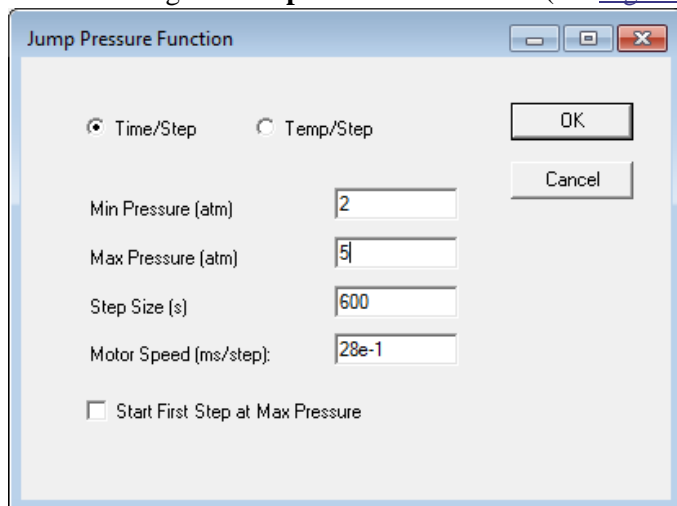 Jump Pressure Function
Time/Step Temp/Step OK
Cancel
Min Pressure (atm) 2
Max Pressure (atm) 5
Step Size (s) 600
Motor Speed (ms/step): 28e-1
Start First Step at Max Pressure